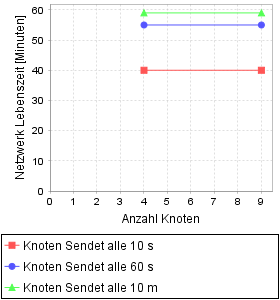 Netzwerk Lebenszeit [Minuten]
60
50
40
30
20
10
0
0 1 2 3 4 5 6 7 8 9
Anzahl Knoten
Knoten Sendet alle 10 s
Knoten Sendet alle 60 s
Knoten Sendet alle 10 m